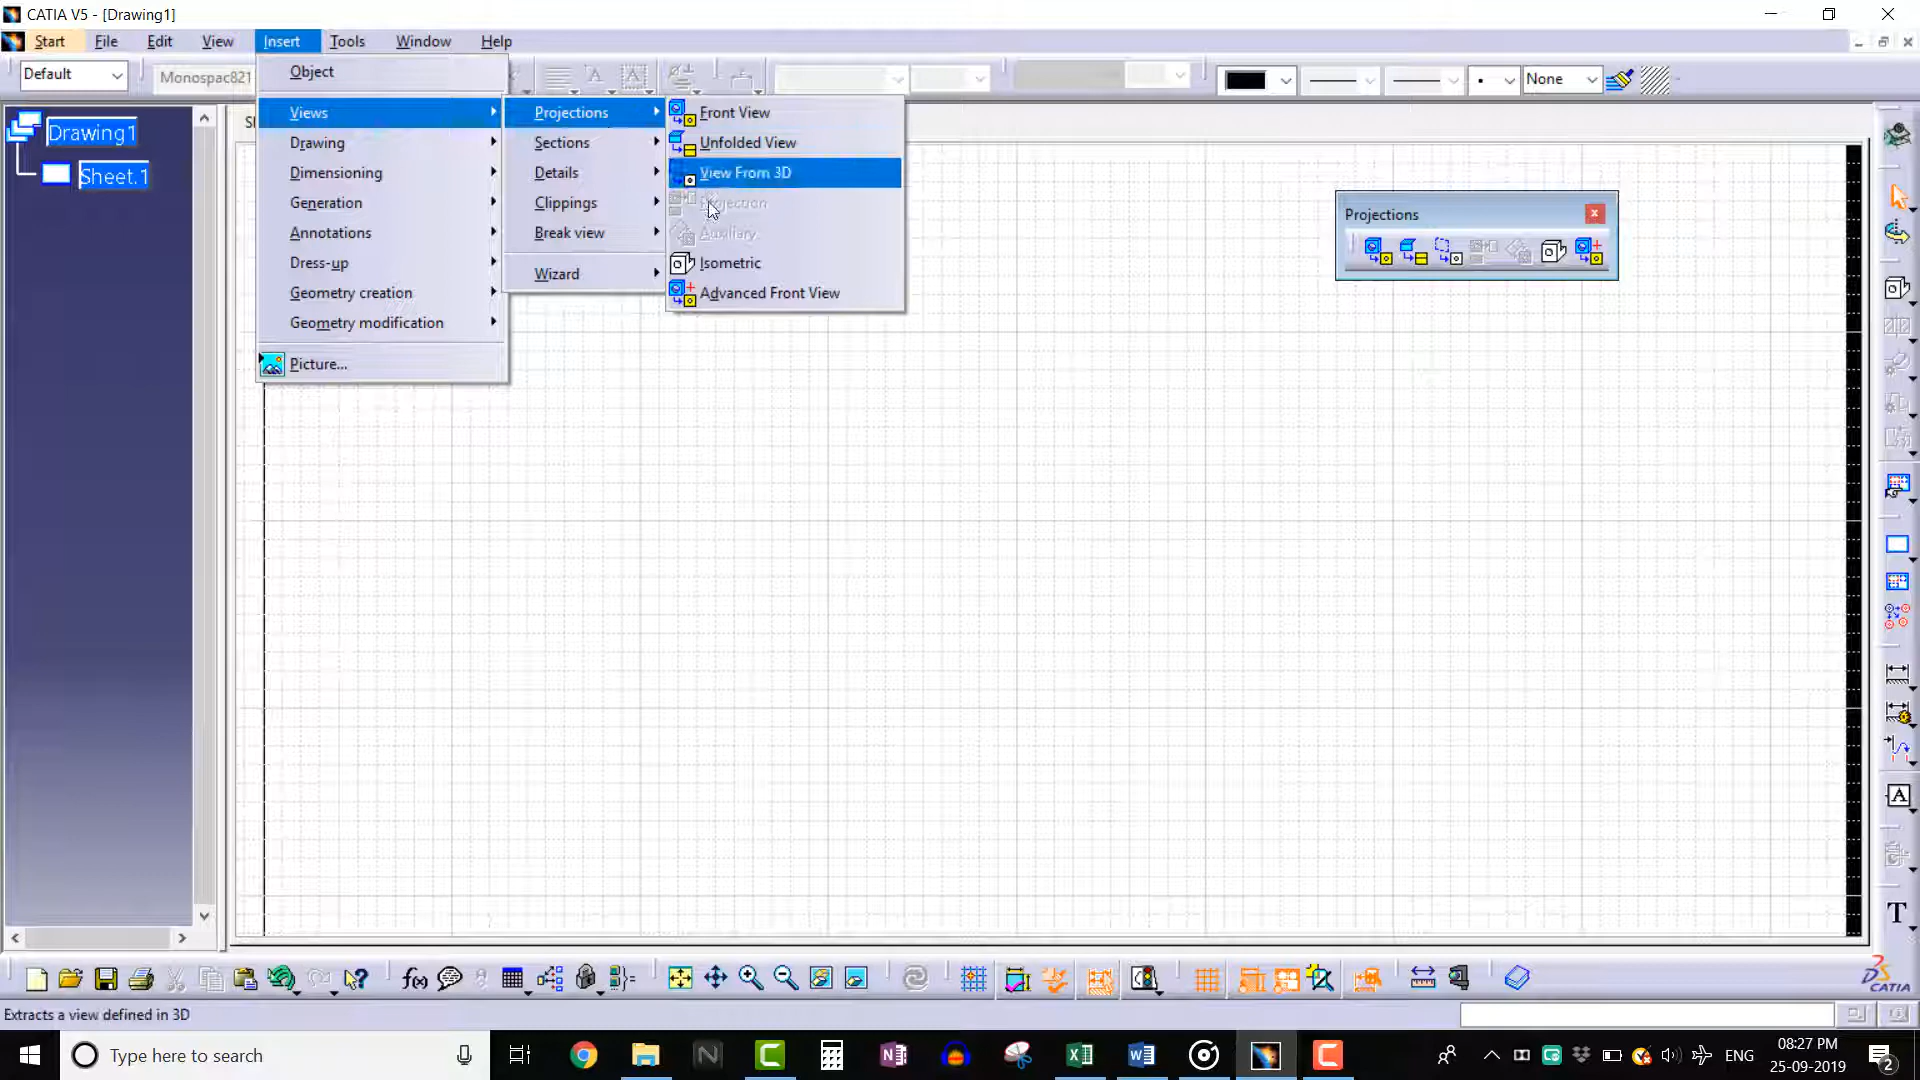 CATIA V5 - [Drawing1]
Start File Edit View Insert Tools Window Help
Default Monospac821 None
Object
Views
Drawing
Dimensioning
Generation
Annotations
Dress-up
Geometry creation
Geometry modification
Picture...
Projections
Sections
Details
Clippings
Break view
Wizard
Front View
Unfolded View
View From 3D
Projection
Auxiliary
Isometric
Advanced Front View
Drawing1
Sheet.1
Projections
Extracts a view defined in 3D
CATIA
Type here to search
ENG
08:27 PM
25-09-2019
2